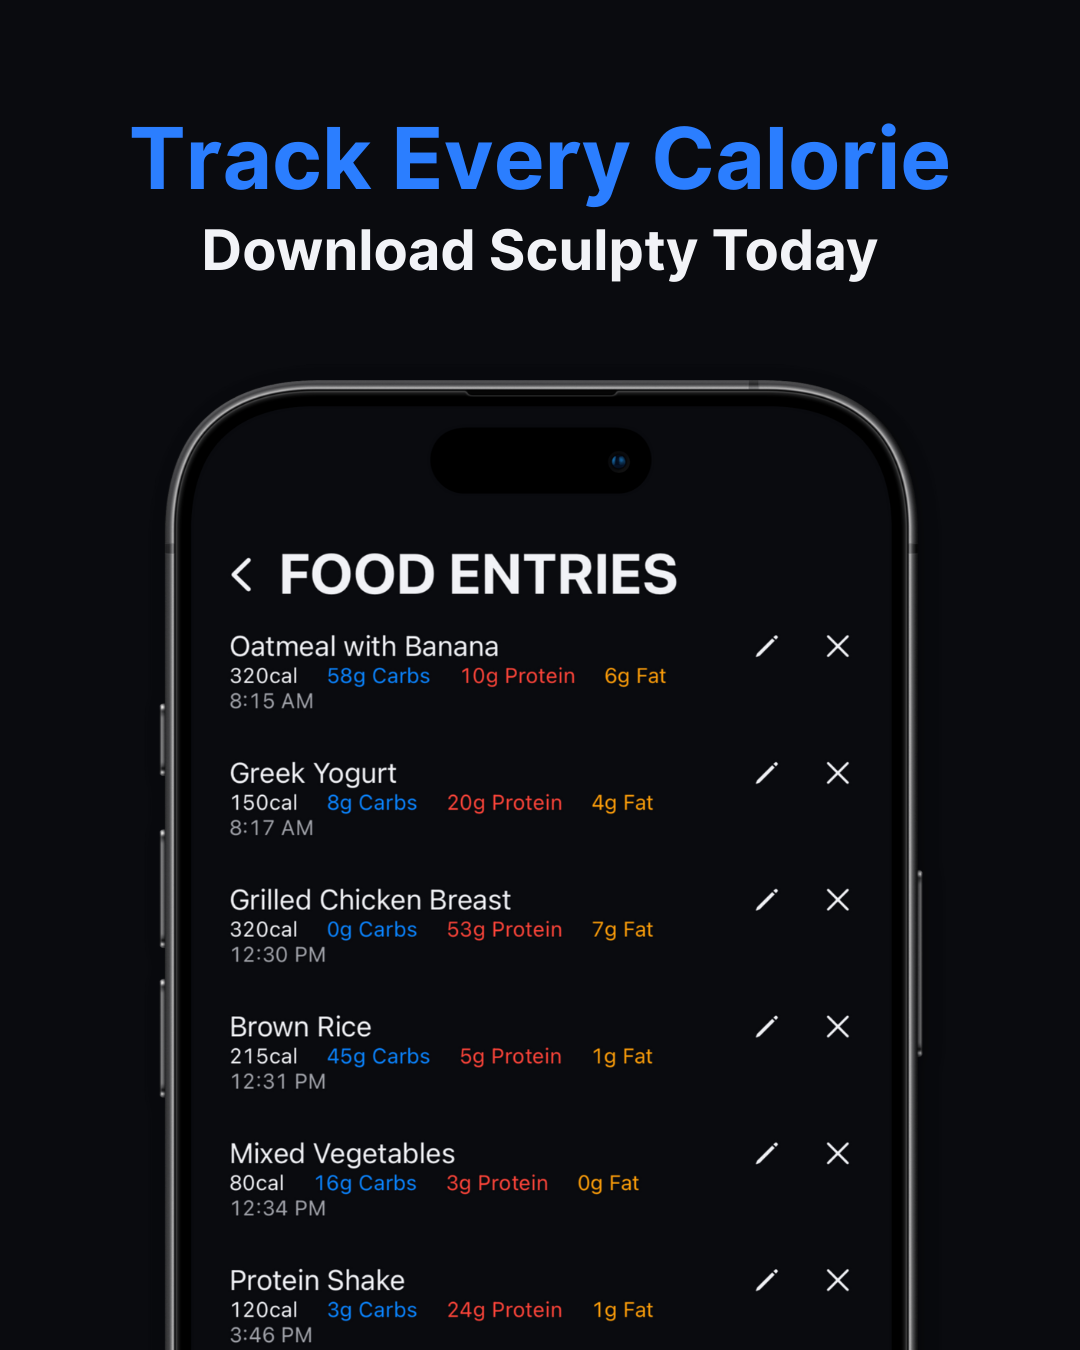 Track Every Calorie
Download Sculpty Today
FOOD ENTRIES
Oatmeal with Banana
320cal 58g Carbs 10g Protein 6g Fat
8:15 AM
Greek Yogurt
150cal 8g Carbs 20g Protein 4g Fat
8:17 AM
Grilled Chicken Breast
320cal 0g Carbs 53g Protein 7g Fat
12:30 PM
Brown Rice
215cal 45g Carbs 5g Protein 1g Fat
12:31 PM
Mixed Vegetables
80cal 16g Carbs 3g Protein 0g Fat
12:34 PM
Protein Shake
120cal 3g Carbs 24g Protein 1g Fat
3:46 PM